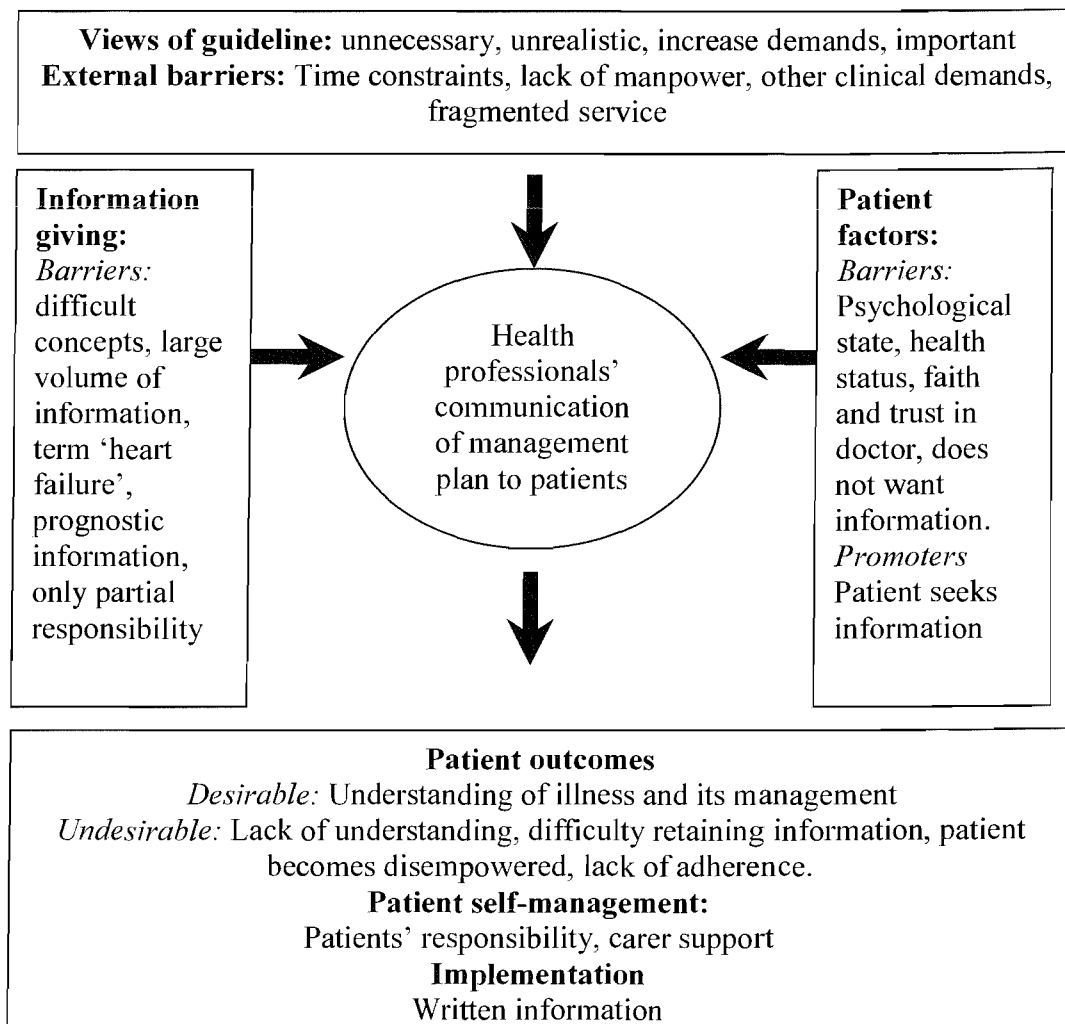 Views of guideline: unnecessary, unrealistic, increase demands, important
External barriers: Time constraints, lack of manpower, other clinical demands,
fragmented service
Information
giving:
Barriers:
difficult
concepts, large
volume of
information,
term ‘heart
failure’,
prognostic
information,
only partial
responsibility
Health
professionals’
communication
of management
plan to patients
Patient
factors:
Barriers:
Psychological
state, health
status, faith
and trust in
doctor, does
not want
information.
Promoters
Patient seeks
information
Patient outcomes
Desirable: Understanding of illness and its management
Undesirable: Lack of understanding, difficulty retaining information, patient
becomes disempowered, lack of adherence.
Patient self-management:
Patients’ responsibility, carer support
Implementation
Written information